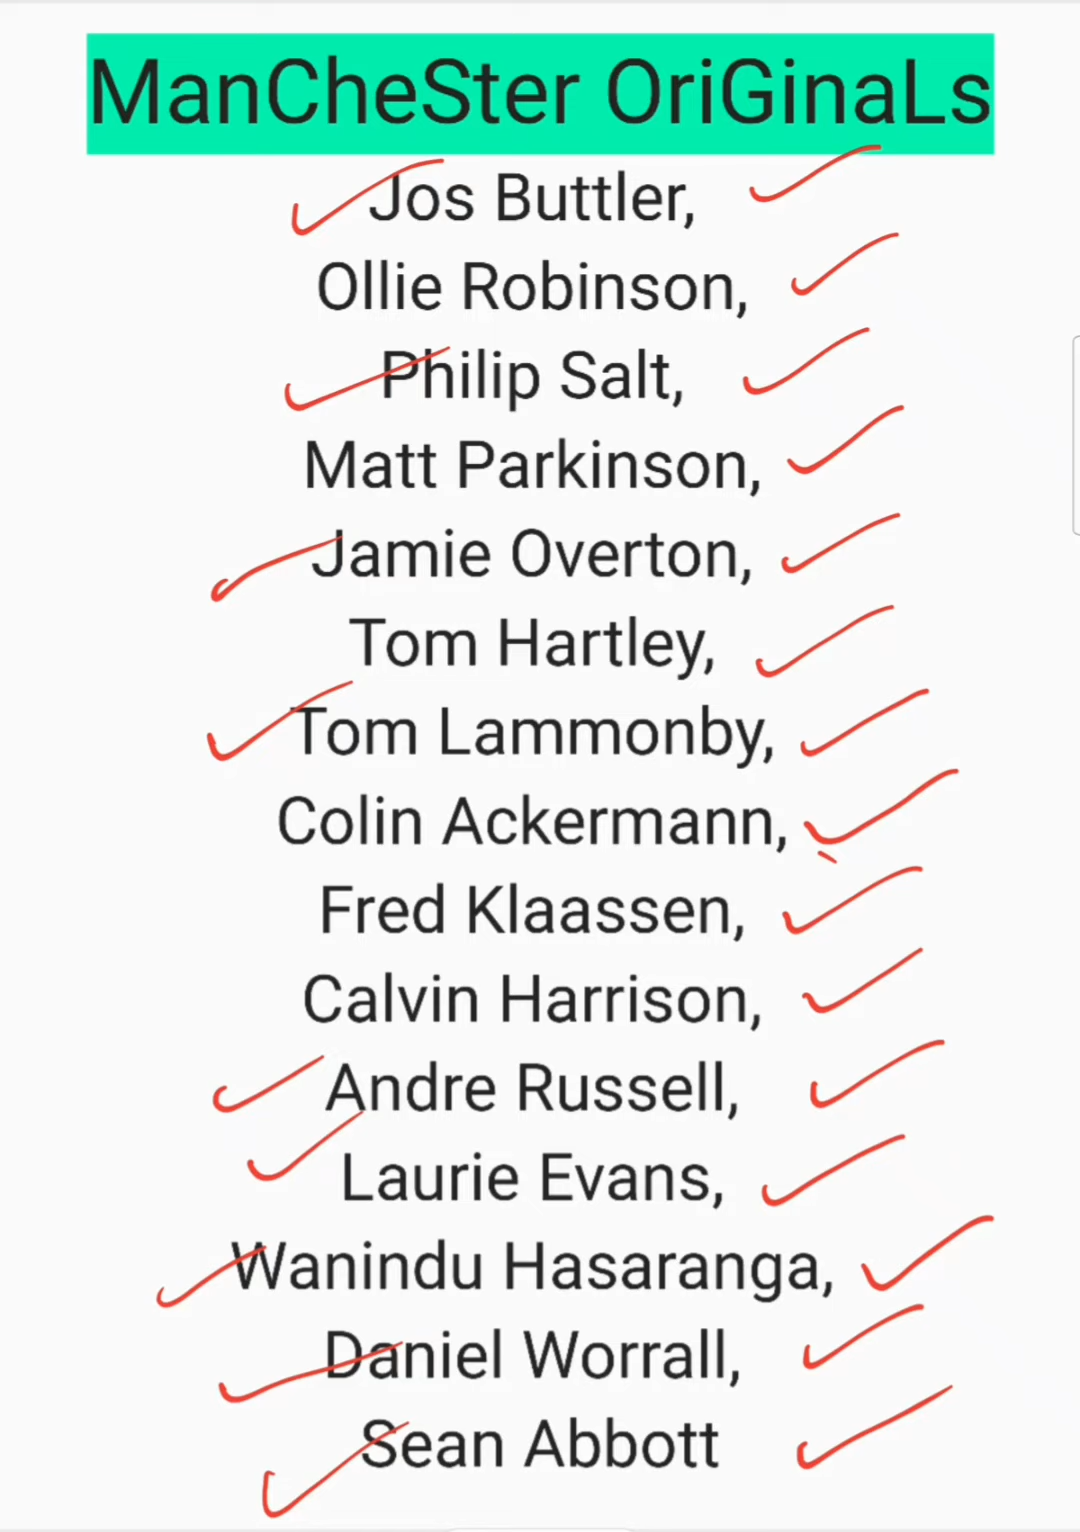 ManCheSter OriGinaLs
Jos Buttler,
Ollie Robinson,
Philip Salt,
Matt Parkinson,
Jamie Overton,
Tom Hartley,
Tom Lammonby,
Colin Ackermann,
Fred Klaassen,
Calvin Harrison,
Andre Russell,
Laurie Evans,
Wanindu Hasaranga,
Daniel Worrall,
Sean Abbott